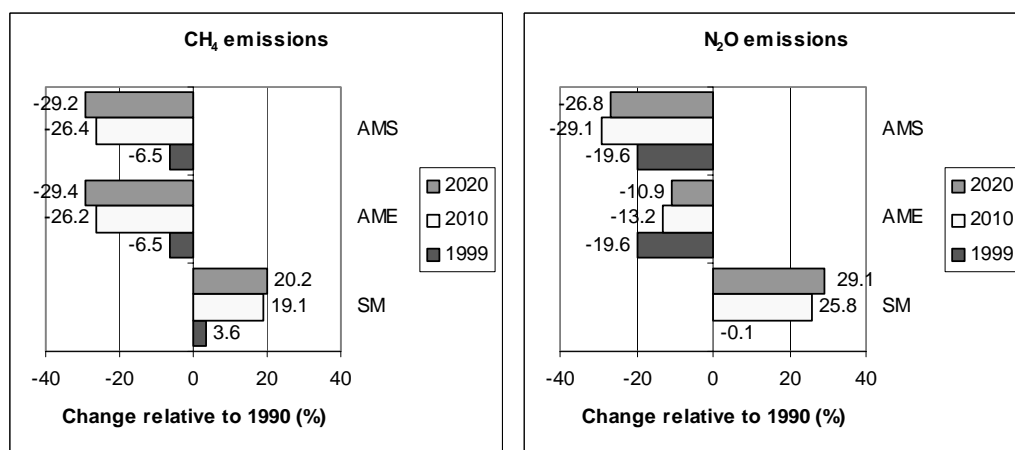 CH₄ emissions
-29.2
-26.4
-6.5
AMS
-29.4
-26.2
-6.5
AME
20.2
19.1
3.6
SM
2020
2010
1999
-40 -20 0 20 40
Change relative to 1990 (%)
N₂O emissions
-26.8
-29.1
-19.6
AMS
-10.9
-13.2
-19.6
AME
29.1
25.8
-0.1
SM
2020
2010
1999
-40 -20 0 20 40
Change relative to 1990 (%)